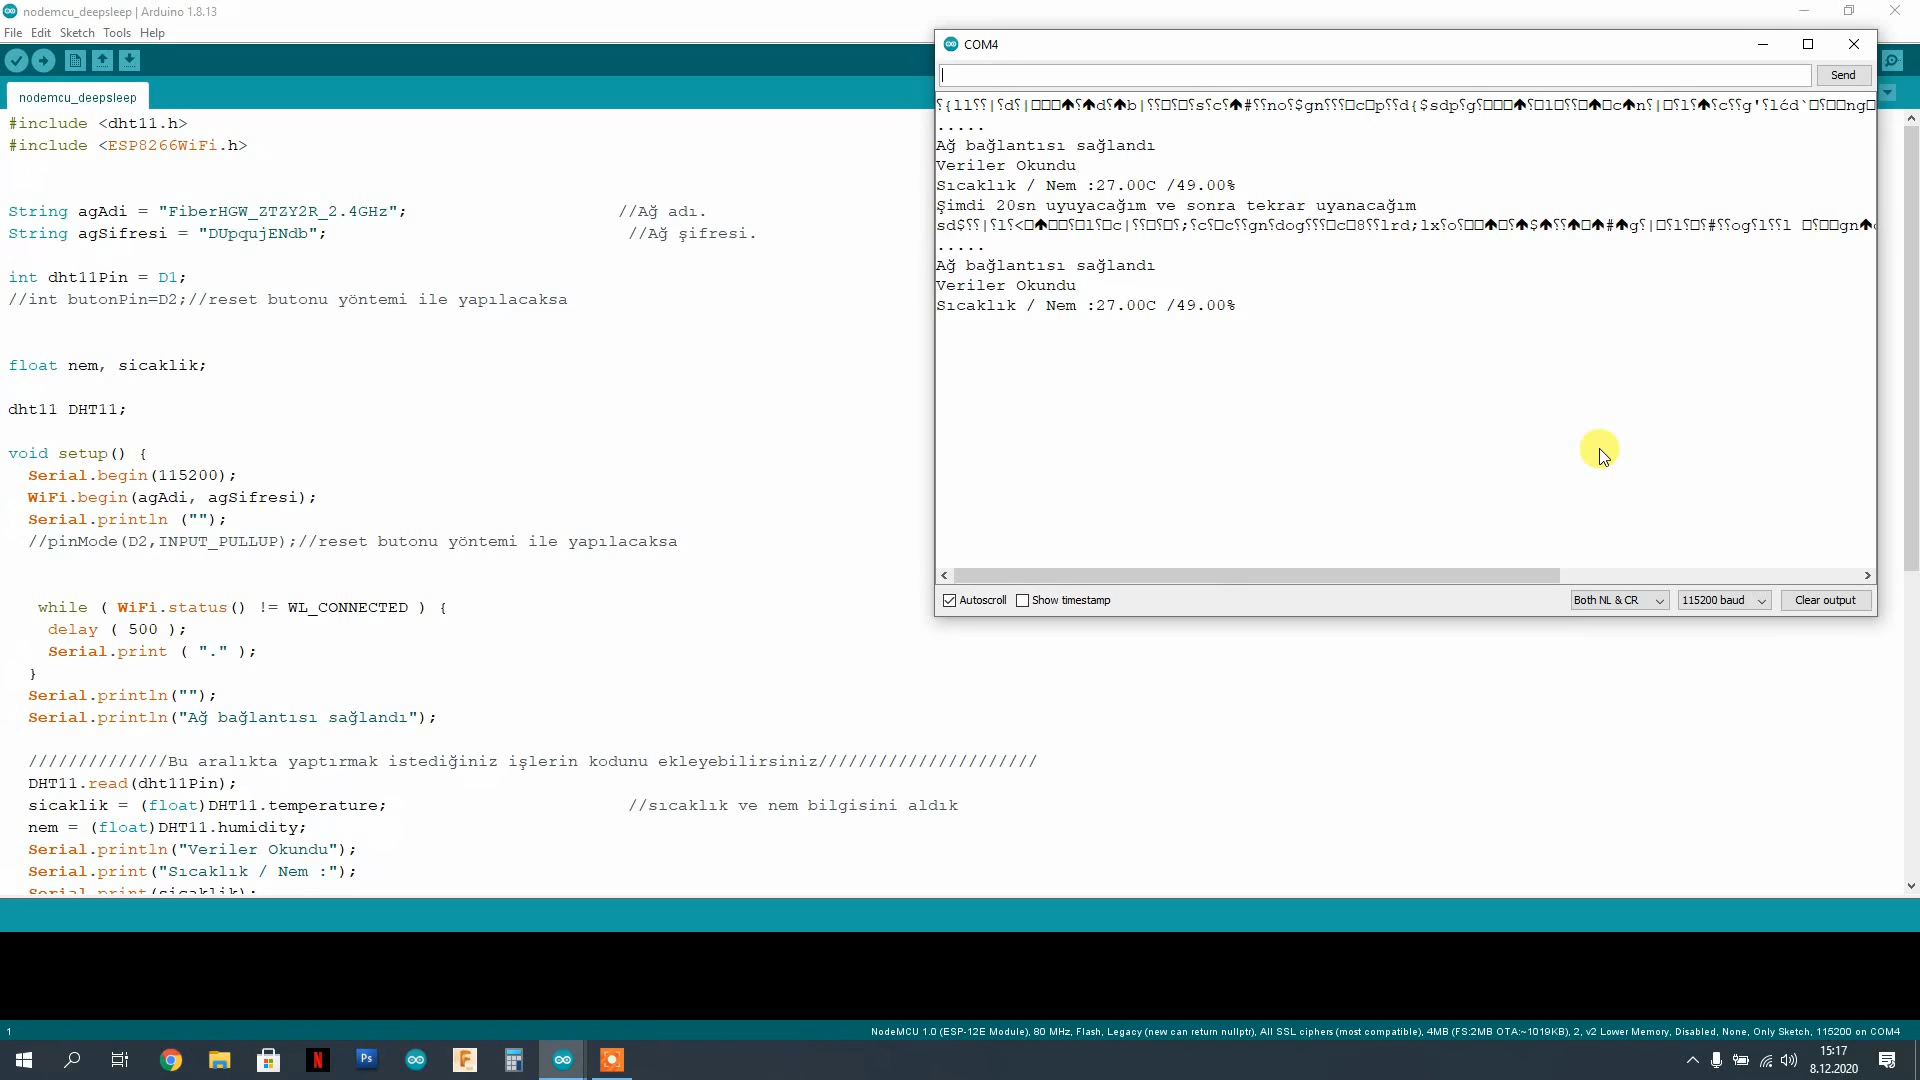 nodemcu_deepsleep | Arduino 1.8.13
File Edit Sketch Tools Help
nodemcu_deepsleep
#include <dht11.h>
#include <ESP8266WiFi.h>
String agAdi = "FiberHGW_ZTZY2R_2.4GHz"; //Ağ adı.
String agSifresi = "DUpqujENdb"; //Ağ şifresi.
int dht11Pin = D1;
//int butonPin=D2;//reset butonu yöntemi ile yapılacaksa
float nem, sicaklik;
dht11 DHT11;
void setup() {
Serial.begin(115200);
WiFi.begin(agAdi, agSifresi);
Serial.println ("");
//pinMode(D2,INPUT_PULLUP);//reset butonu yöntemi ile yapılacaksa
while ( WiFi.status() != WL_CONNECTED ) {
delay ( 500 );
Serial.print ( "." );
}
Serial.println("");
Serial.println("Ağ bağlantısı sağlandı");
//////////////Bu aralıkta yaptırmak istediğiniz işlerin kodunu ekleyebilirsiniz//////////////////////
DHT11.read(dht11Pin);
sicaklik = (float)DHT11.temperature; //sıcaklık ve nem bilgisini aldık
nem = (float)DHT11.humidity;
Serial.println("Veriler Okundu");
Serial.print("Sıcaklık / Nem :");
Serial.print(sicaklik);
COM4
Send
.....
Ağ bağlantısı sağlandı
Veriler Okundu
Sıcaklık / Nem :27.00C /49.00%
Şimdi 20sn uyuyacağım ve sonra tekrar uyanacağım
.....
Ağ bağlantısı sağlandı
Veriler Okundu
Sıcaklık / Nem :27.00C /49.00%
Autoscroll Show timestamp Both NL & CR 115200 baud Clear output
1 NodeMCU 1.0 (ESP-12E Module), 80 MHz, Flash, Legacy (new can return nullptr), All SSL ciphers (most compatible), 4MB (FS:2MB OTA:~1019KB), 2, v2 Lower Memory, Disabled, None, Only Sketch, 115200 on COM4
Ps
15:17
8.12.2020